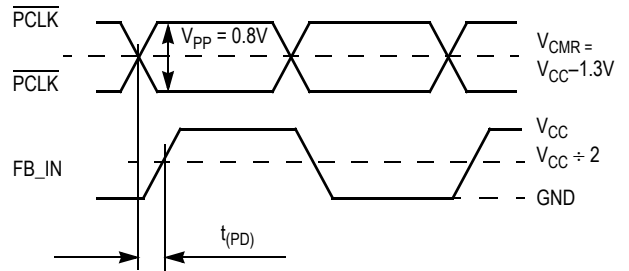 PCLK
V_PP = 0.8V
V_CMR =
V_CC–1.3V
PCLK
V_CC
V_CC ÷ 2
FB_IN
GND
t_(PD)